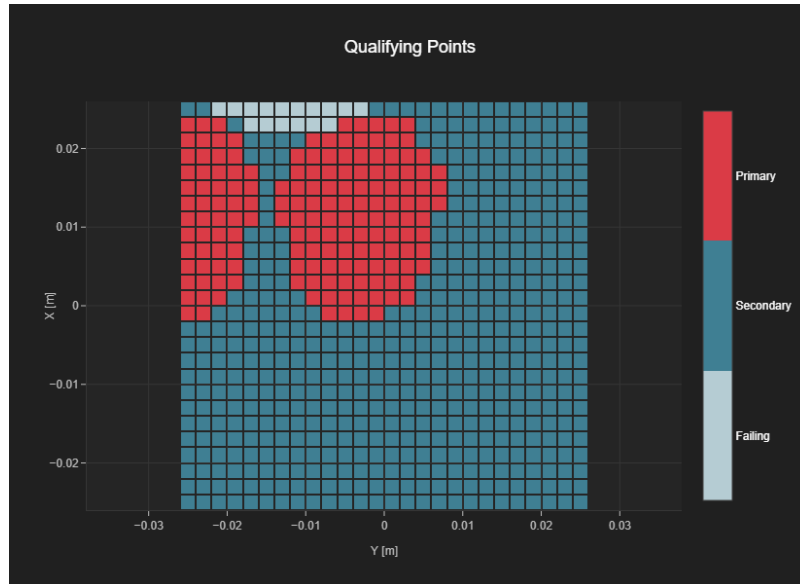 Qualifying Points
Primary
0.02
0.01
Secondary
X [m]
0
−0.01
Failing
−0.02
−0.03
−0.02
−0.01
0
0.01
0.02
0.03
Y [m]